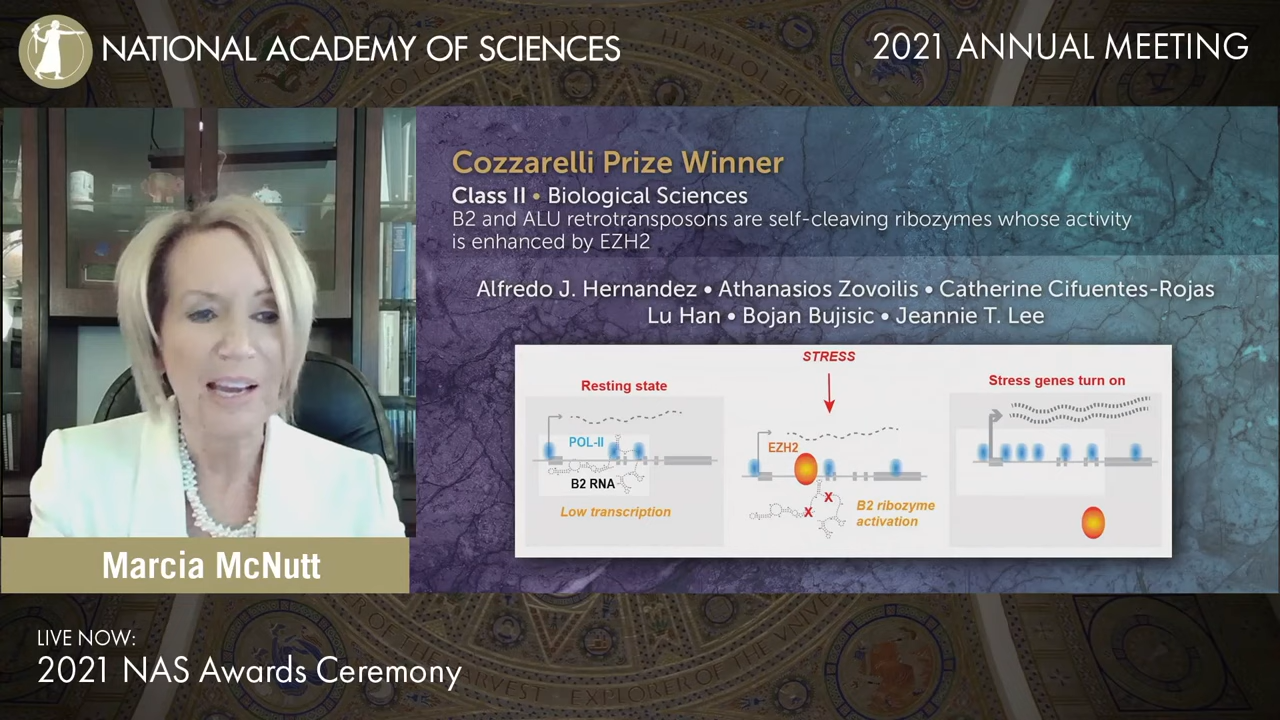 NATIONAL ACADEMY OF SCIENCES
2021 ANNUAL MEETING
Cozzarelli Prize Winner
Class II • Biological Sciences
B2 and ALU retrotransposons are self-cleaving ribozymes whose activity
is enhanced by EZH2
Alfredo J. Hernandez • Athanasios Zovoilis • Catherine Cifuentes-Rojas
Lu Han • Bojan Bujisic • Jeannie T. Lee
Resting state
POL-II
B2 RNA
Low transcription
STRESS
EZH2
X
X
B2 ribozyme
activation
Stress genes turn on
Marcia McNutt
LIVE NOW:
2021 NAS Awards Ceremony